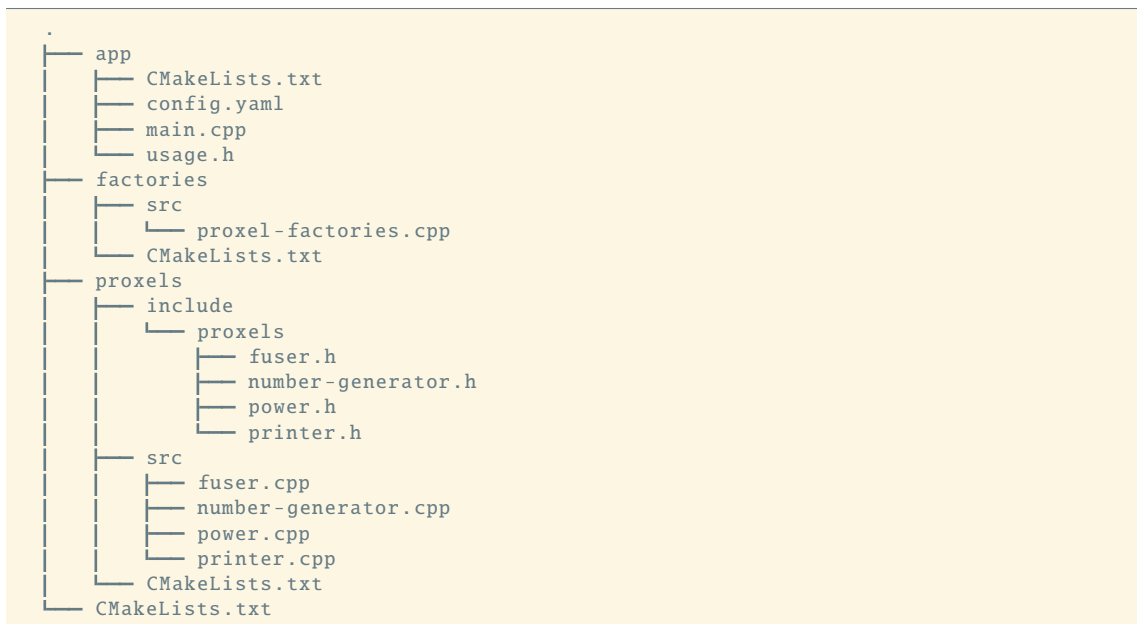 .
├── app
│   ├── CMakeLists.txt
│   ├── config.yaml
│   ├── main.cpp
│   └── usage.h
├── factories
│   ├── src
│   │   └── proxel-factories.cpp
│   └── CMakeLists.txt
├── proxels
│   ├── include
│   │   └── proxels
│   │       ├── fuser.h
│   │       ├── number-generator.h
│   │       ├── power.h
│   │       └── printer.h
│   ├── src
│   │   ├── fuser.cpp
│   │   ├── number-generator.cpp
│   │   ├── power.cpp
│   │   └── printer.cpp
│   └── CMakeLists.txt
└── CMakeLists.txt